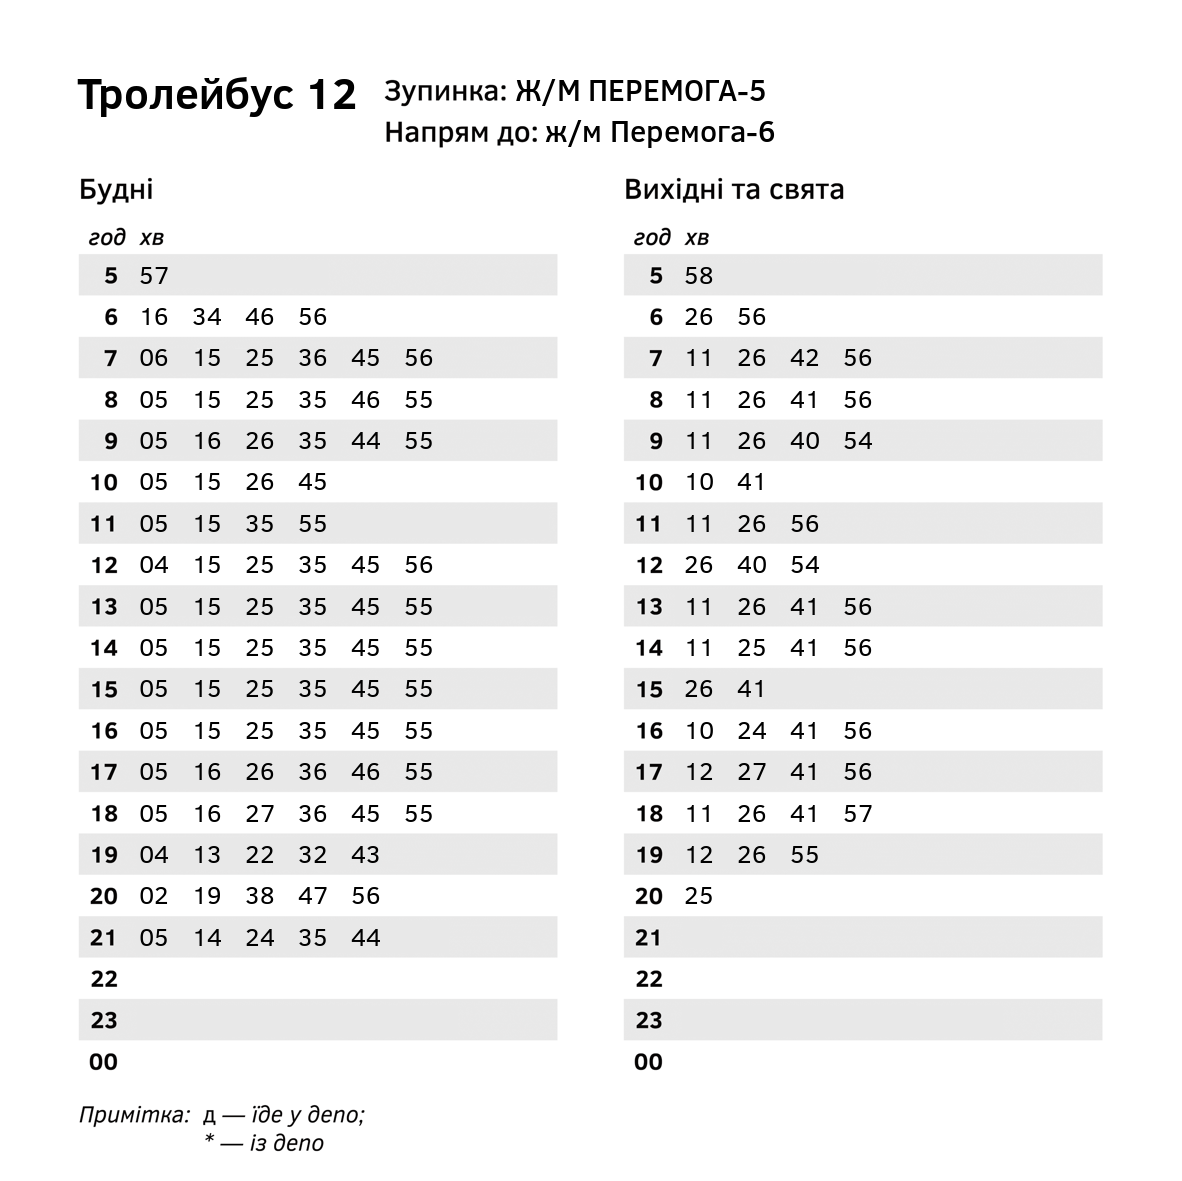 Тролейбус 12
Зупинка: Ж/М ПЕРЕМОГА-5
Напрям до: ж/м Перемога-6
Будні
год хв
5 57
6 16 34 46 56
7 06 15 25 36 45 56
8 05 15 25 35 46 55
9 05 16 26 35 44 55
10 05 15 26 45
11 05 15 35 55
12 04 15 25 35 45 56
13 05 15 25 35 45 55
14 05 15 25 35 45 55
15 05 15 25 35 45 55
16 05 15 25 35 45 55
17 05 16 26 36 46 55
18 05 16 27 36 45 55
19 04 13 22 32 43
20 02 19 38 47 56
21 05 14 24 35 44
22
23
00
Вихідні та свята
год хв
5 58
6 26 56
7 11 26 42 56
8 11 26 41 56
9 11 26 40 54
10 10 41
11 11 26 56
12 26 40 54
13 11 26 41 56
14 11 25 41 56
15 26 41
16 10 24 41 56
17 12 27 41 56
18 11 26 41 57
19 12 26 55
20 25
21
22
23
00
Примітка: д — їде у депо;
* — із депо